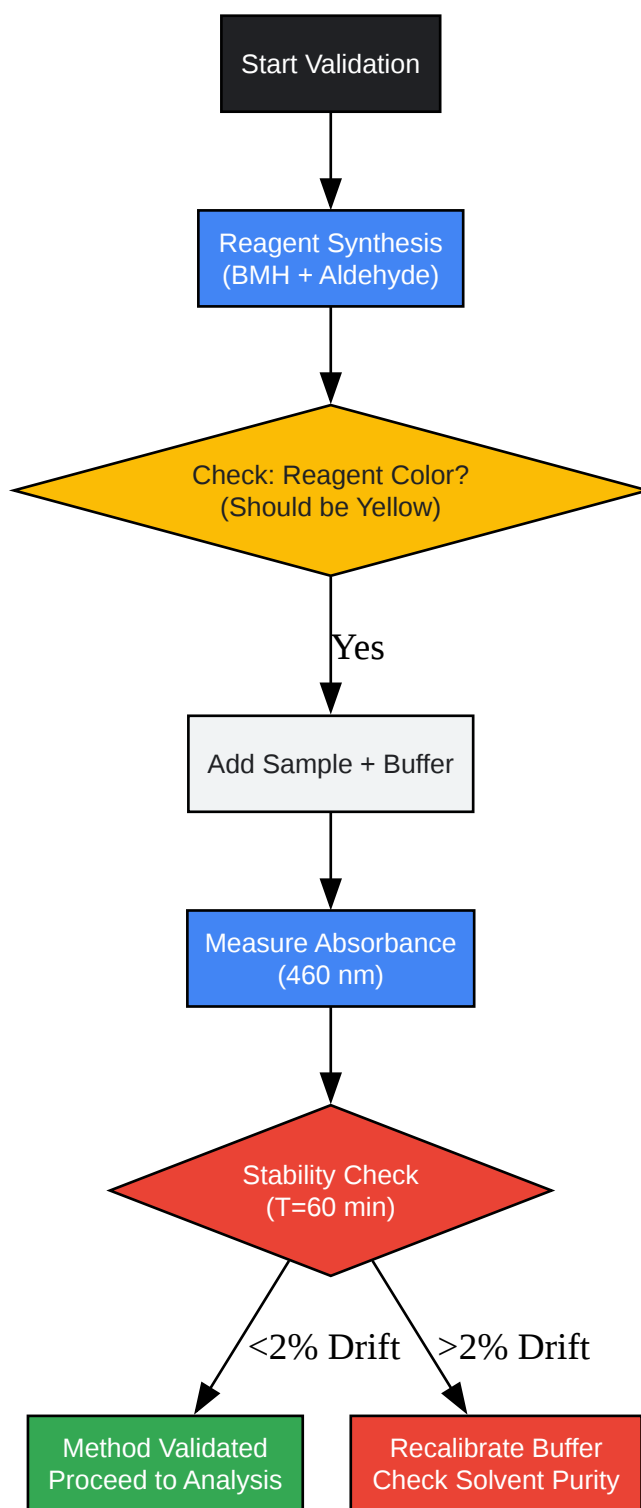 Start Validation
Reagent Synthesis
(BMH + Aldehyde)
Check: Reagent Color?
(Should be Yellow)
Yes
Add Sample + Buffer
Measure Absorbance
(460 nm)
Stability Check
(T=60 min)
<2% Drift
>2% Drift
Method Validated
Proceed to Analysis
Recalibrate Buffer
Check Solvent Purity